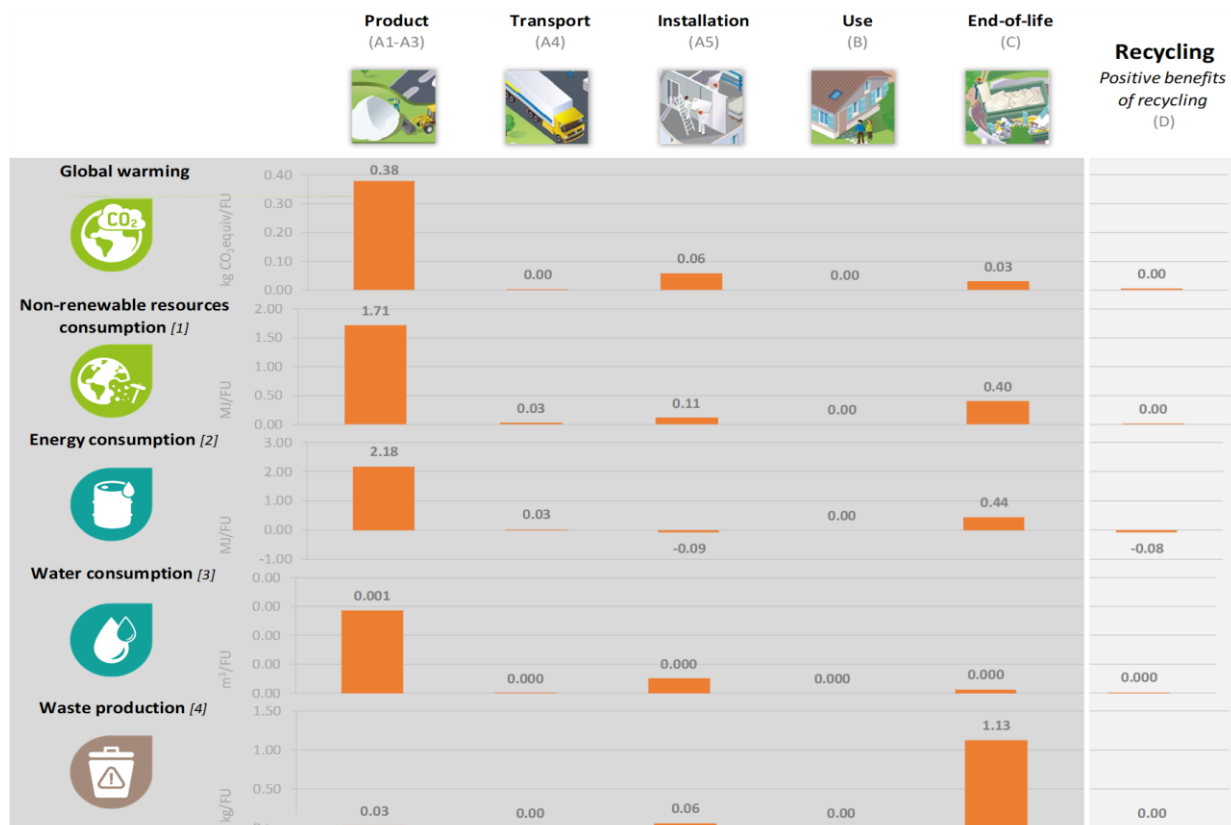 Product
(A1-A3)
Transport
(A4)
Installation
(A5)
Use
(B)
End-of-life
(C)
Recycling
Positive benefits
of recycling
(D)
Global warming
CO2
kg CO2equiv/FU
0.40
0.30
0.20
0.10
0.00
0.38
0.00
0.06
0.00
0.03
0.00
Non-renewable resources
consumption [1]
MJ/FU
2.00
1.50
1.00
0.50
0.00
1.71
0.03
0.11
0.00
0.40
0.00
Energy consumption [2]
MJ/FU
3.00
2.00
1.00
0.00
-1.00
2.18
0.03
-0.09
0.00
0.44
-0.08
Water consumption [3]
m³/FU
0.00
0.00
0.00
0.00
0.00
0.001
0.000
0.000
0.000
0.000
0.000
Waste production [4]
kg/FU
1.50
1.00
0.50
0.03
0.00
0.06
0.00
1.13
0.00